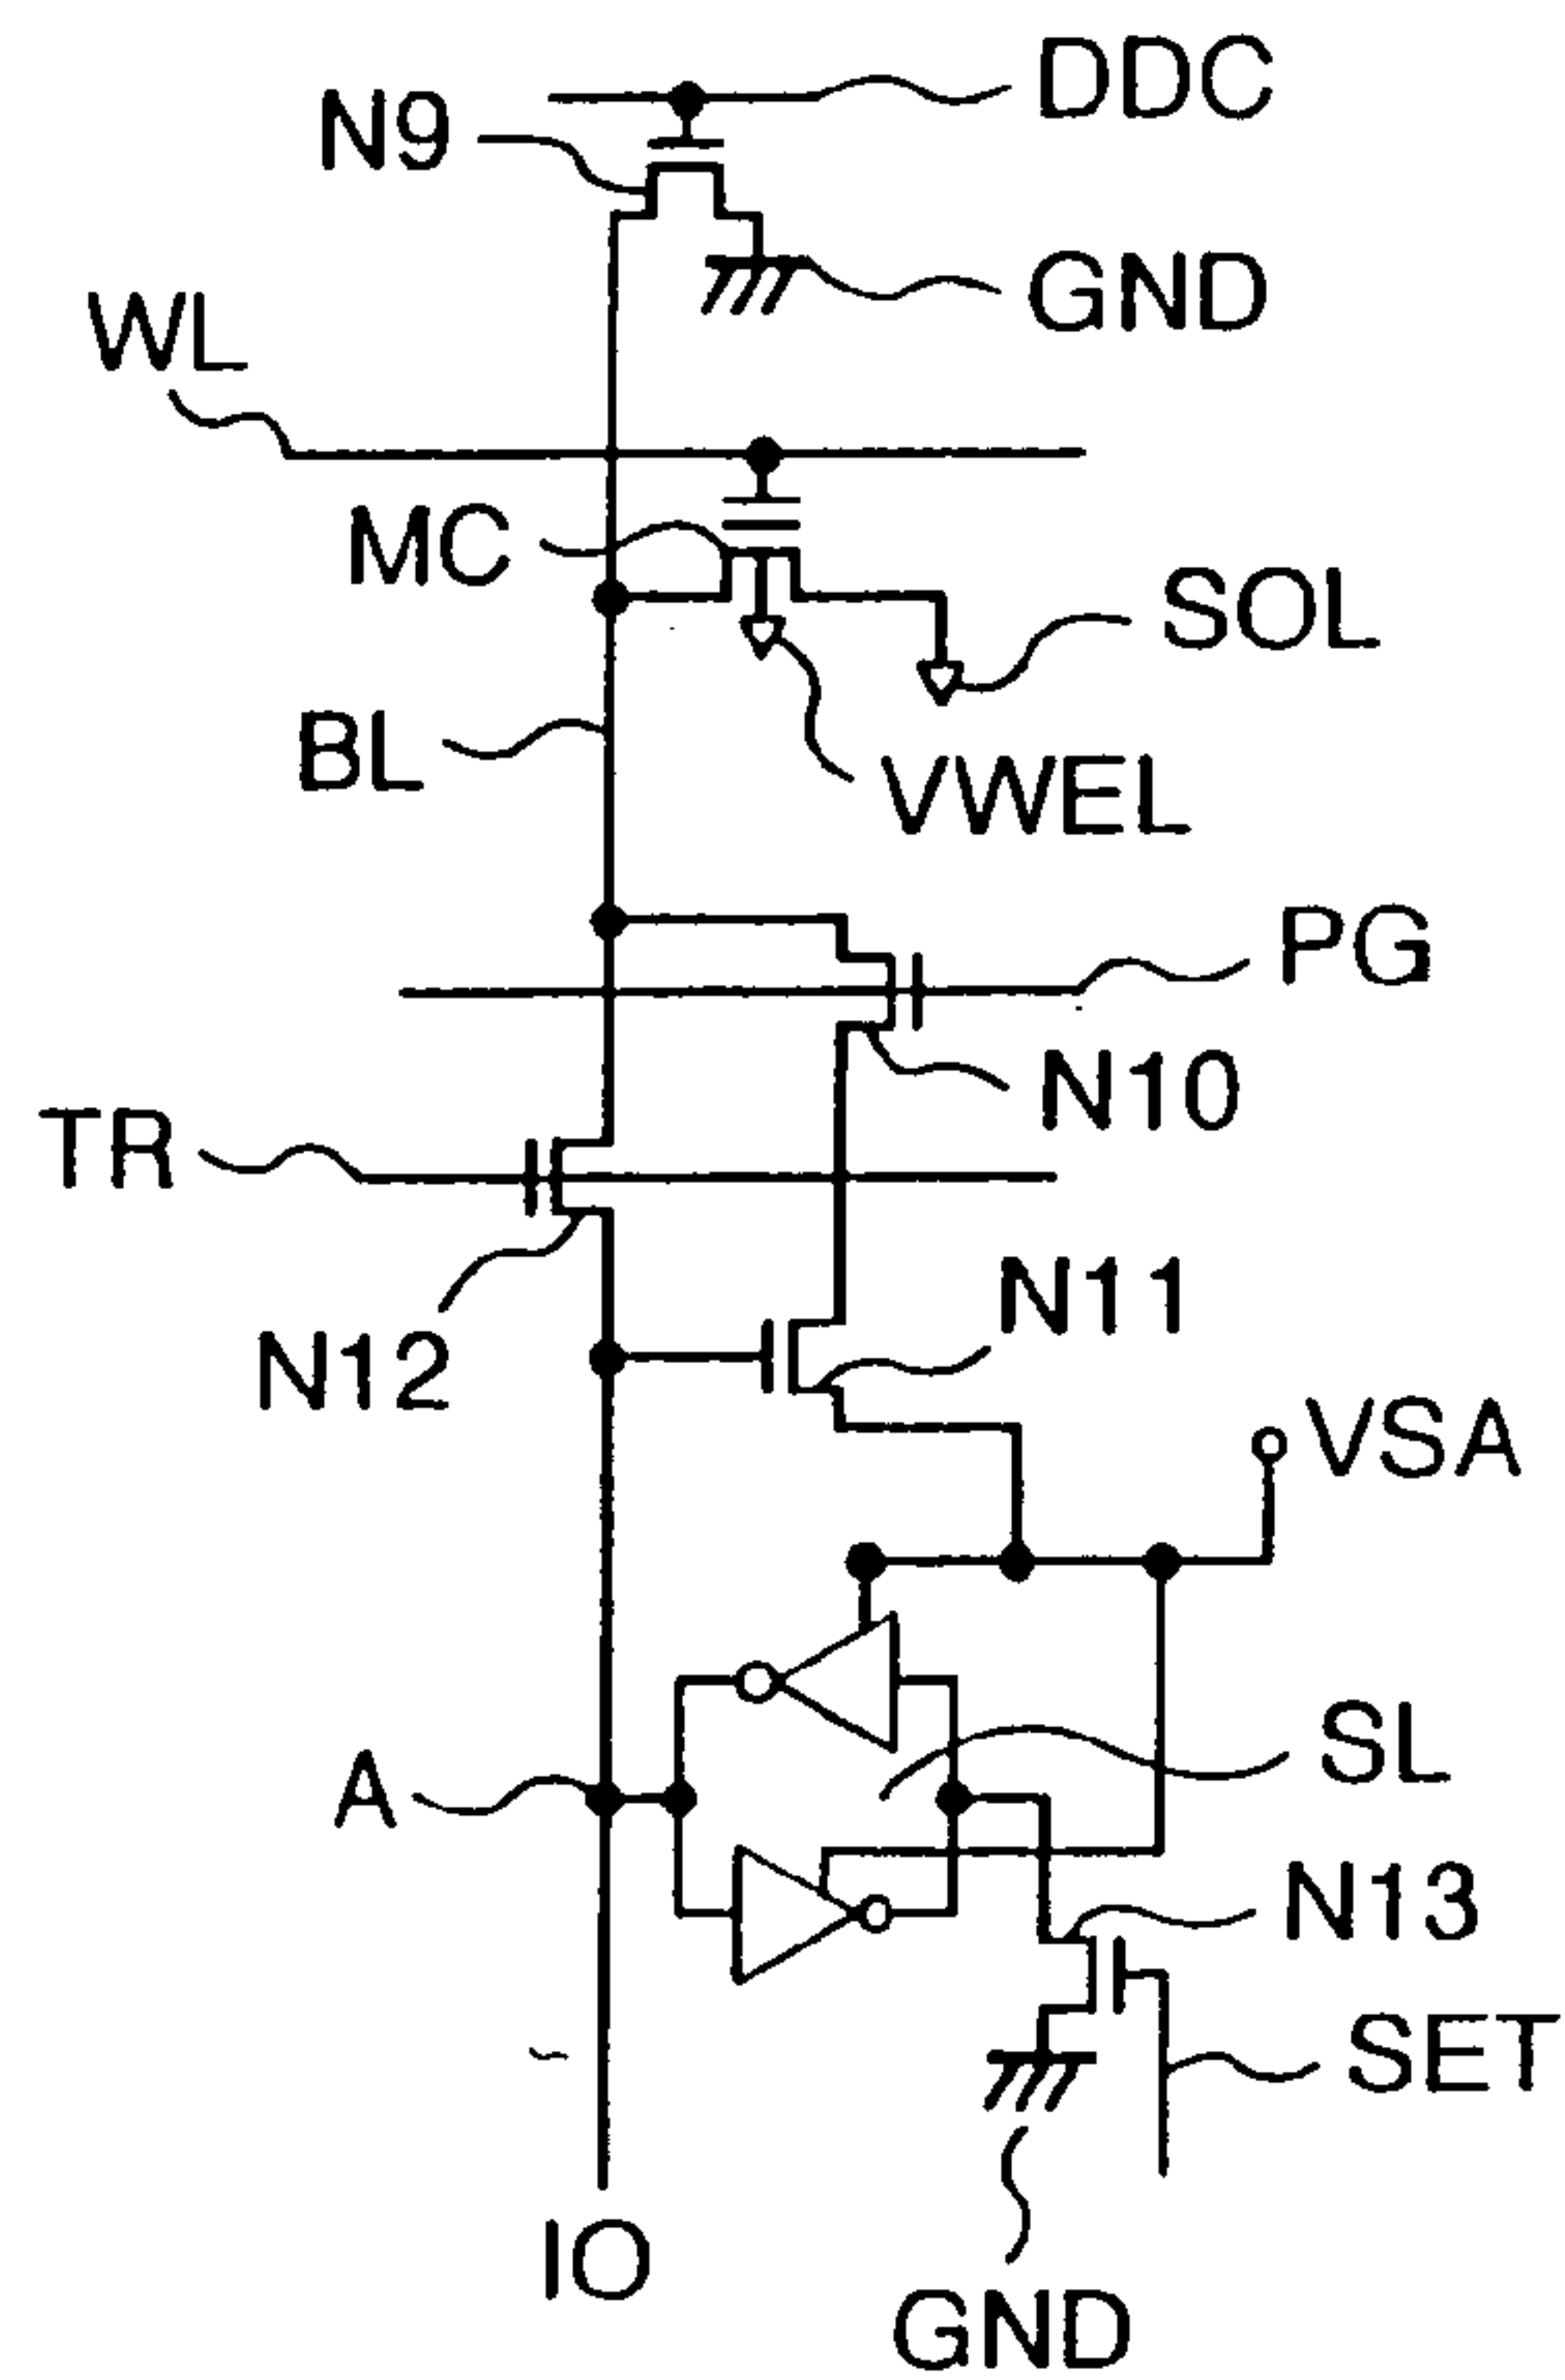 DDC
N9
GND
WL
MC
SOL
BL
VWEL
PG
N10
TR
N11
N12
VSA
SL
A
N13
SET
IO
GND